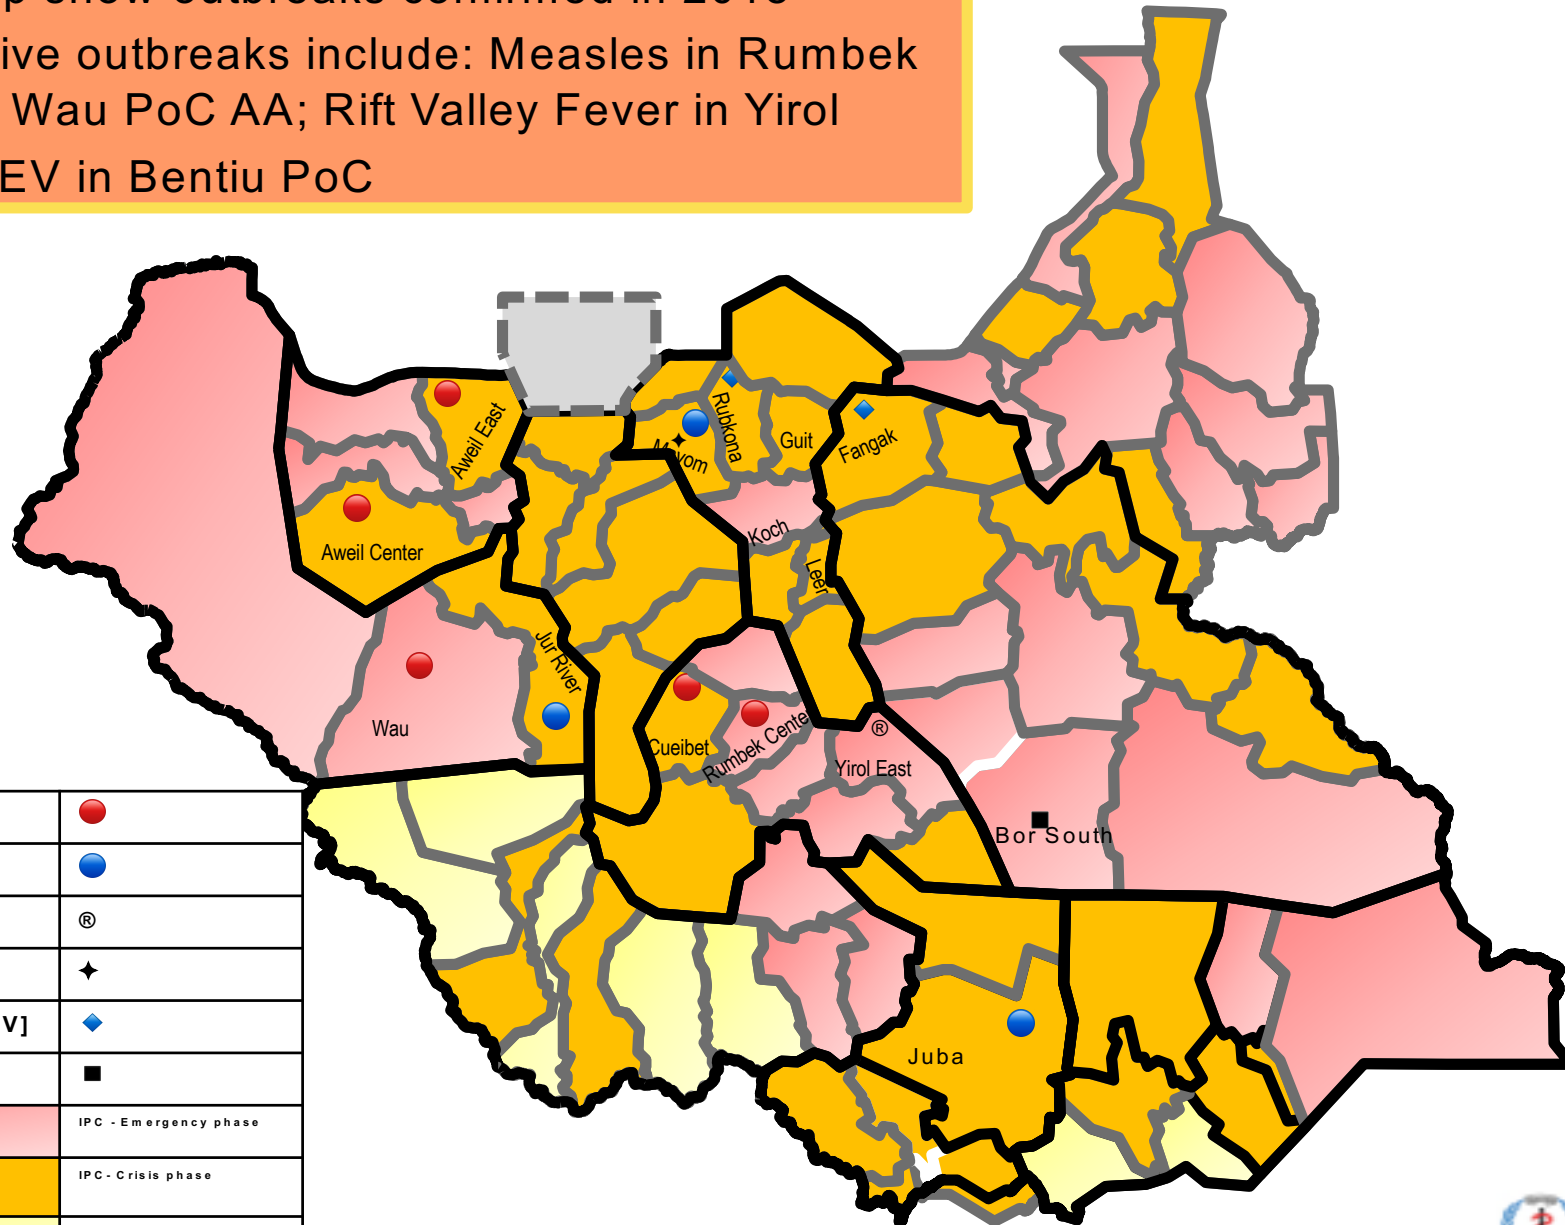 ive outbreaks include: Measles in Rumbek
Wau PoC AA; Rift Valley Fever in Yirol
EV in Bentiu PoC
Aweil East
Rubkona
Guit
Fangak
Mayom
Aweil Center
Koch
Leer
Jur River
Wau
Cueibet
Rumbek Center
®
Yirol East
Bor South
Juba
®
V]
IPC - Emergency phase
IPC- Crisis phase